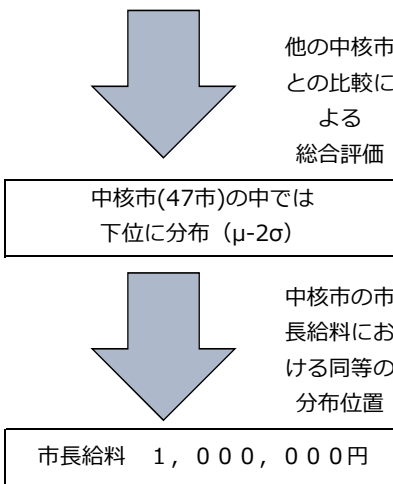 他の中核市
との比較に
よる
総合評価
中核市(47市)の中では
下位に分布（μ-2σ）
中核市の市
長給料にお
ける同等の
分布位置
市長給料　１，０００，０００円